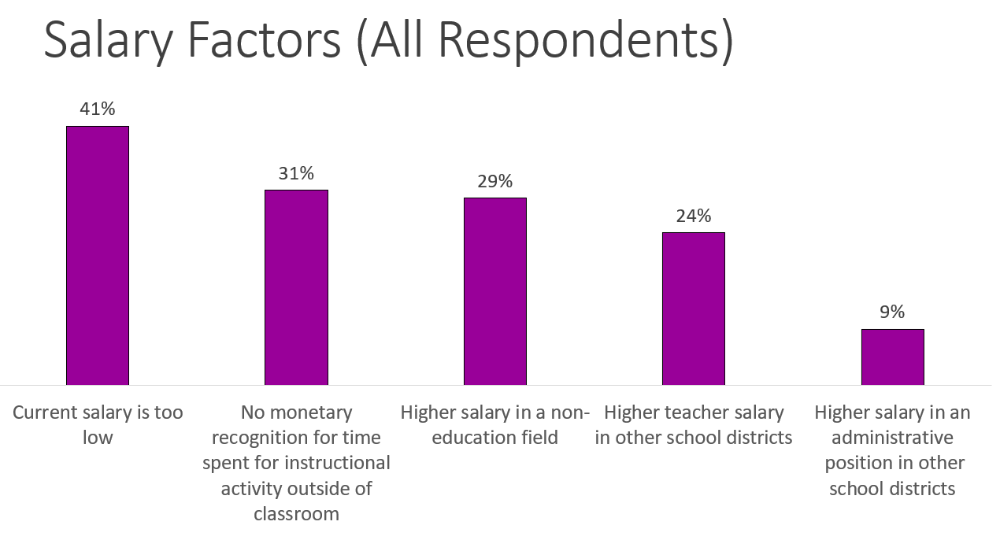 Salary Factors (All Respondents)
41%
31%
29%
24%
9%
Current salary is too
low
No monetary
recognition for time
spent for instructional
activity outside of
classroom
Higher salary in a non-
education field
Higher teacher salary
in other school districts
Higher salary in an
administrative
position in other
school districts